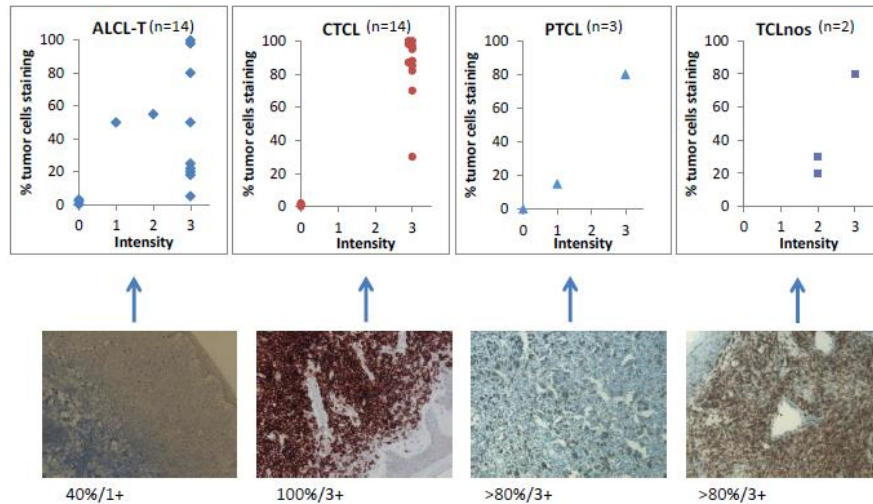 ALCL-T (n=14)
% tumor cells staining
100
80
60
40
20
0
0 1 2 3
Intensity
CTCL (n=14)
% tumor cells staining
100
80
60
40
20
0
0 1 2 3
Intensity
PTCL (n=3)
% tumor cells staining
100
80
60
40
20
0
0 1 2 3
Intensity
TCLnos (n=2)
% tumor cells staining
100
80
60
40
20
0
0 1 2 3
Intensity
40%/1+
100%/3+
>80%/3+
>80%/3+